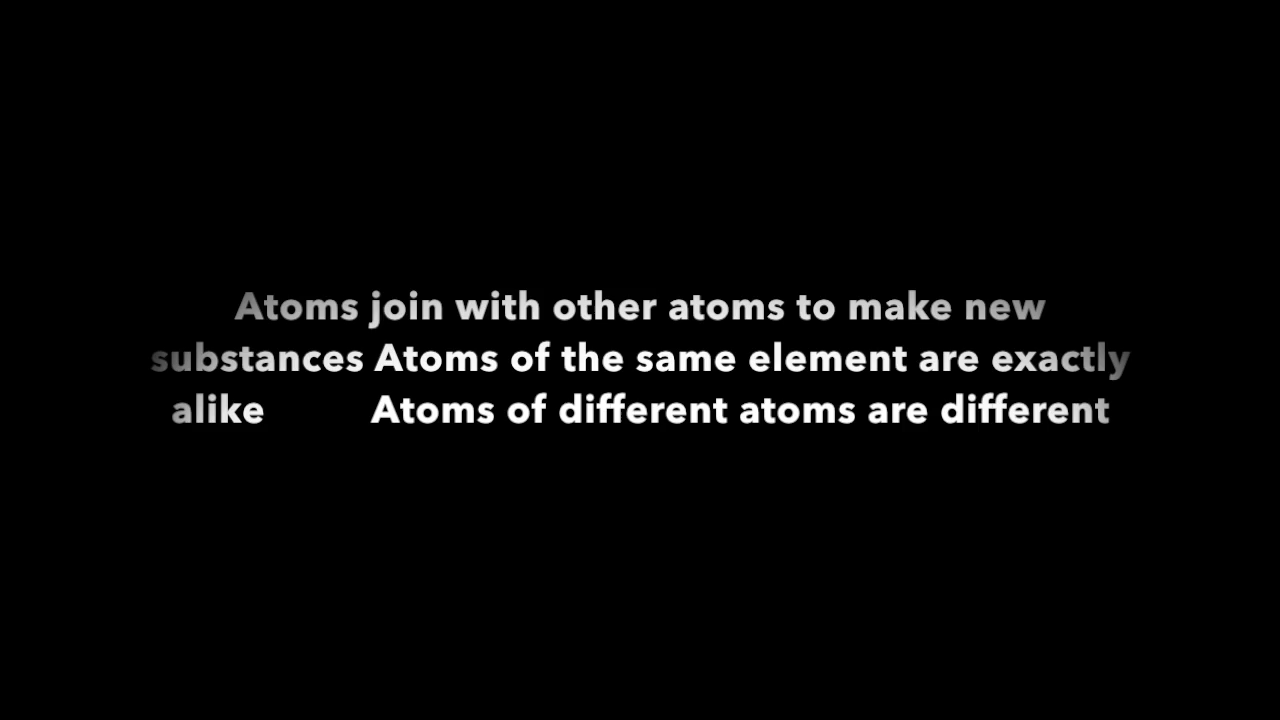 Atoms join with other atoms to make new
substances Atoms of the same element are exactly
alike Atoms of different atoms are different